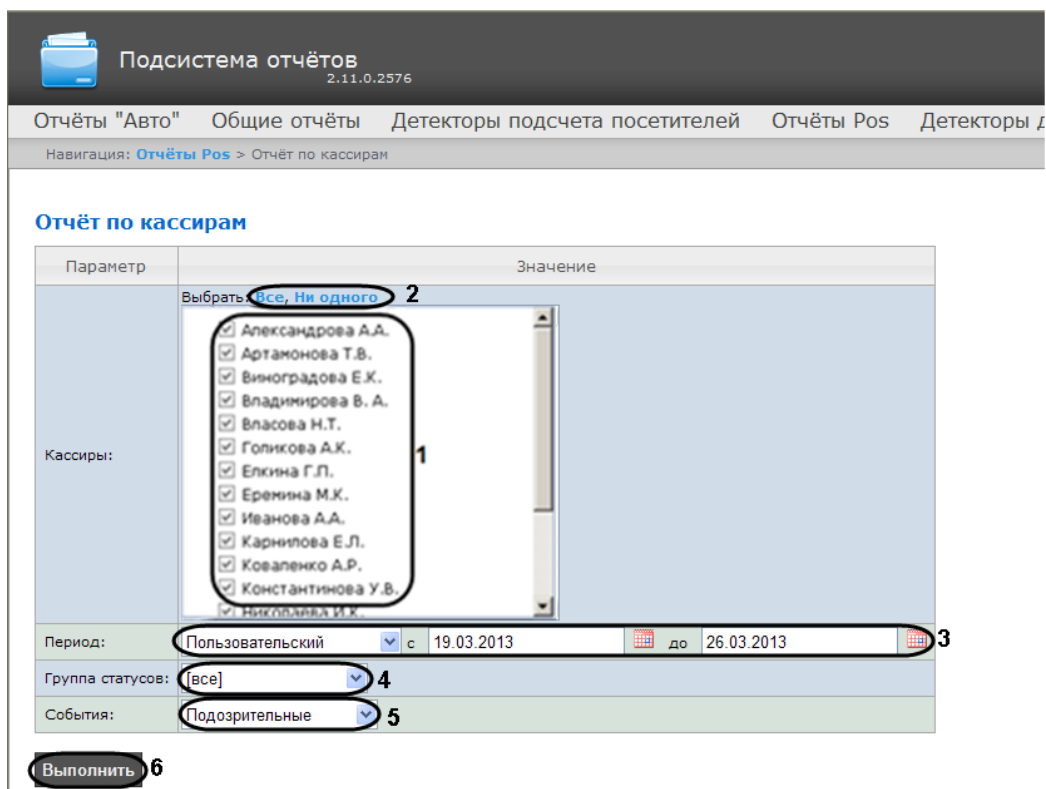 Подсистема отчётов
2.11.0.2576
Отчёты "Авто" Общие отчёты Детекторы подсчета посетителей Отчёты Pos Детекторы д
Навигация: Отчёты Pos > Отчёт по кассирам
Отчёт по кассирам
Параметр Значение
Выбрать: Все, Ни одного 2
Александрова А.А.
Артамонова Т.В.
Виноградова Е.К.
Владимирова В. А.
Власова Н.Т.
Кассиры: Голикова А.К. 1
Елкина Г.П.
Еремина М.К.
Иванова А.А.
Карнилова Е.Л.
Коваленко А.Р.
Константинова У.В.
Николаева И.К.
Период: Пользовательский с 19.03.2013 до 26.03.2013 3
Группа статусов: [все] 4
События: Подозрительные 5
Выполнить 6